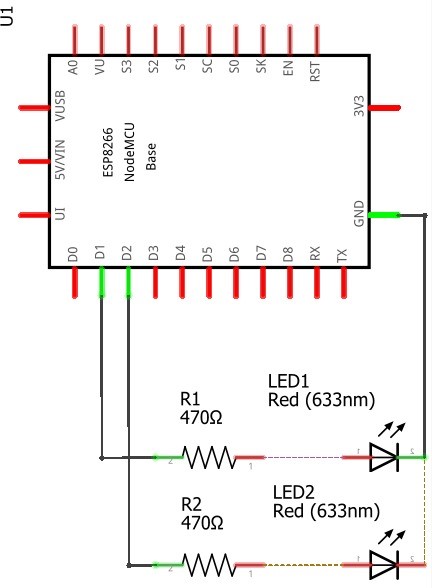 U1
A0
VU
S3
S2
S1
SC
S0
SK
EN
RST
VUSB
5V/VIN
UI
ESP8266
NodeMCU
Base
3V3
GND
D0
D1
D2
D3
D4
D5
D6
D7
D8
RX
TX
R1
470Ω
LED1
Red (633nm)
2
1
1
2
R2
470Ω
LED2
Red (633nm)
2
1
1
2